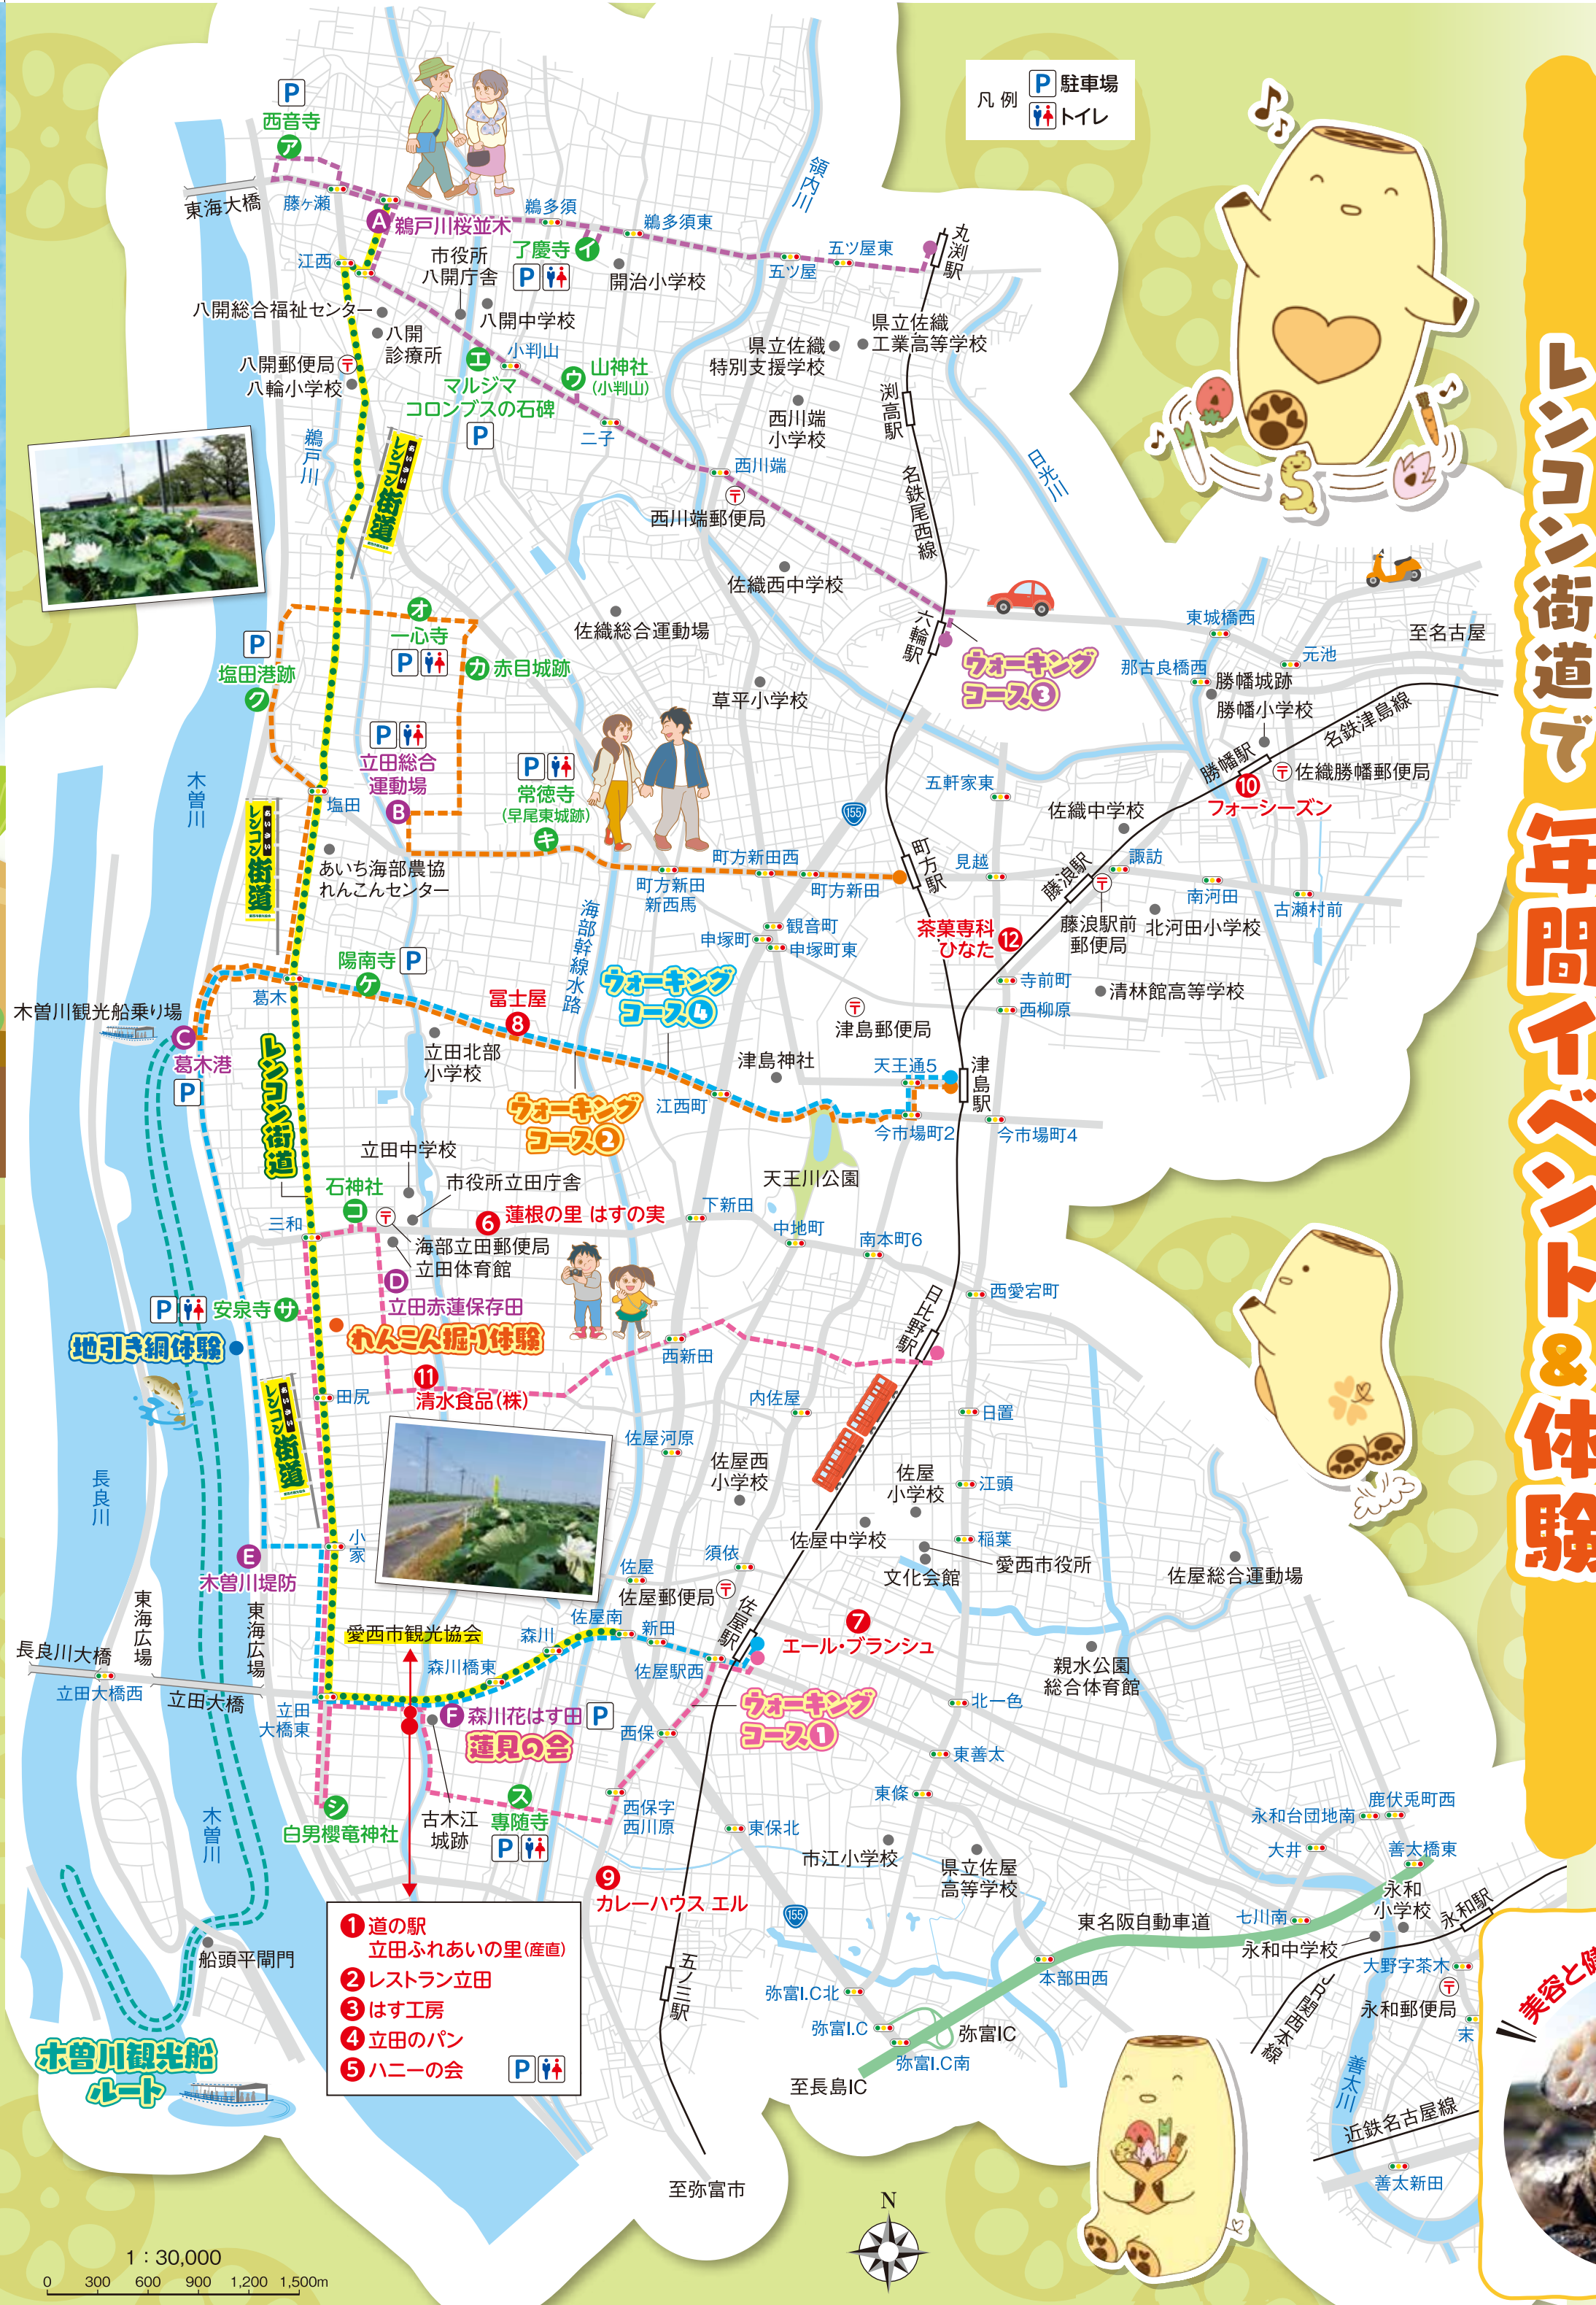 凡例
P 駐車場
トイレ
レンコン街道で
年間イベント&体験
P
西音寺
ア
東海大橋
藤ヶ瀬
A 鵜戸川桜並木
鵜多須
鵜多須東
領内川
五ツ屋東
五ツ屋
丸渕駅
江西
市役所
八開庁舎
了慶寺 イ
P
開治小学校
八開総合福祉センター
八開
診療所
八開中学校
小判山
八開郵便局
八輪小学校
エ
マルジマ
コロンブスの石碑
P
ウ 山神社
(小判山)
二子
県立佐織
特別支援学校
県立佐織
工業高等学校
渕高駅
西川端
小学校
名鉄尾西線
日光川
鵜戸川
あいさい
レンコン街道
西川端
西川端郵便局
佐織西中学校
六輪駅
ウォーキング
コース3
東城橋西
至名古屋
元池
那古良橋西
勝幡城跡
勝幡小学校
名鉄津島線
勝幡駅
佐織勝幡郵便局
10
フォーシーズン
オ
一心寺
P
カ 赤目城跡
佐織総合運動場
草平小学校
P
塩田港跡
ク
P
立田総合
運動場
B
P
常徳寺
(早尾東城跡)
キ
木曽川
塩田
あいさい
レンコン街道
あいち海部農協
れんこんセンター
155
五軒家東
佐織中学校
町方新田西
町方新田
新西馬
町方新田
町方駅
見越
藤浪駅
諏訪
南河田
古瀬村前
観音町
申塚町
申塚町東
茶菓専科
ひなた 12
藤浪駅前
郵便局
北河田小学校
海部幹線水路
陽南寺 P
ケ
葛木
冨士屋
8
ウォーキング
コース4
寺前町
清林館高等学校
西柳原
津島郵便局
木曽川観光船乗り場
C
葛木港
P
立田北部
小学校
津島神社
天王通5
津島駅
江西町
今市場町2
今市場町4
ウォーキング
コース2
レンコン街道
天王川公園
立田中学校
市役所立田庁舎
石神社
コ
三和
6 蓮根の里 はすの実
下新田
中地町
南本町6
海部立田郵便局
立田体育館
D
立田赤蓮保存田
西愛宕町
日比野駅
P 安泉寺 サ
地引き網体験
れんこん掘り体験
西新田
11
清水食品(株)
田尻
あいさい
レンコン街道
内佐屋
日置
佐屋河原
佐屋西
小学校
佐屋
小学校
江頭
長良川
小家
佐屋中学校
稲葉
須依
佐屋
佐屋郵便局
文化会館
愛西市役所
佐屋総合運動場
E
木曽川堤防
東海広場
東海広場
愛西市観光協会
佐屋南
新田
佐屋駅
森川
7
エール・ブランシュ
長良川大橋
立田大橋西
立田大橋
森川橋東
佐屋駅西
親水公園
総合体育館
立田
大橋東
F 森川花はす田 P
蓮見の会
西保
ウォーキング
コース1
北一色
東善太
東條
木曽川
シ
白男櫻竜神社
古木江
城跡
ス
専随寺
P
西保字
西川原
東保北
市江小学校
県立佐屋
高等学校
永和台団地南
鹿伏兎町西
大井
善太橋東
9
カレーハウス エル
永和
小学校
永和駅
155
東名阪自動車道
七川南
永和中学校
大野字茶木
船頭平閘門
1 道の駅
立田ふれあいの里(産直)
2 レストラン立田
3 はす工房
4 立田のパン
5 ハニーの会 P
五ノ三駅
本部田西
弥富I.C北
弥富I.C
弥富IC
弥富I.C南
至長島IC
JR関西本線
永和郵便局
末
善太川
近鉄名古屋線
善太新田
木曽川観光船
ルート
至弥富市
N
1：30,000
0 300 600 900 1,200 1,500m
美容と健